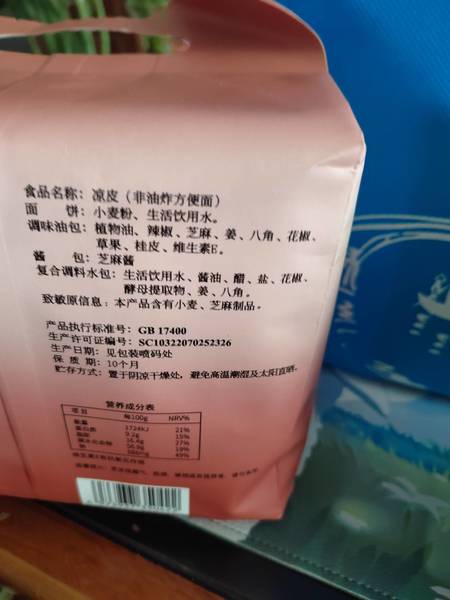 食品名称：凉皮（非油炸方便面）
面 饼：小麦粉、生活饮用水。
调味油包：植物油、辣椒、芝麻、姜、八角、花椒、
草果、桂皮、维生素E。
酱 包：芝麻酱
复合调料水包：生活饮用水、酱油、醋、盐、花椒、
酵母提取物、姜、八角。
致敏原信息：本产品含有小麦、芝麻制品。
产品执行标准号：GB 17400
生产许可证编号：SC10322070252326
生产日期：见包装喷码处
保 质 期：10个月
贮存方式：置于阴凉干燥处，避免高温潮湿及太阳直晒。
营养成分表
项目 每100g NRV%
能量 1724KJ 21%
蛋白质 9.2g 15%
脂肪 16.4g 27%
碳水化合物 56.9g 19%
钠 49%